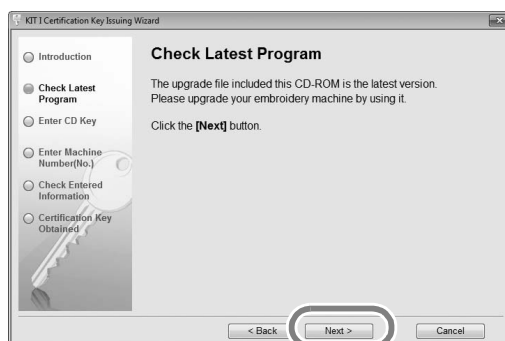 KIT I Certification Key Issuing Wizard
Introduction
Check Latest
Program
Enter CD Key
Enter Machine
Number(No.)
Check Entered
Information
Certification Key
Obtained
Check Latest Program
The upgrade file included this CD-ROM is the latest version.
Please upgrade your embroidery machine by using it.
Click the [Next] button.
< Back
Next >
Cancel